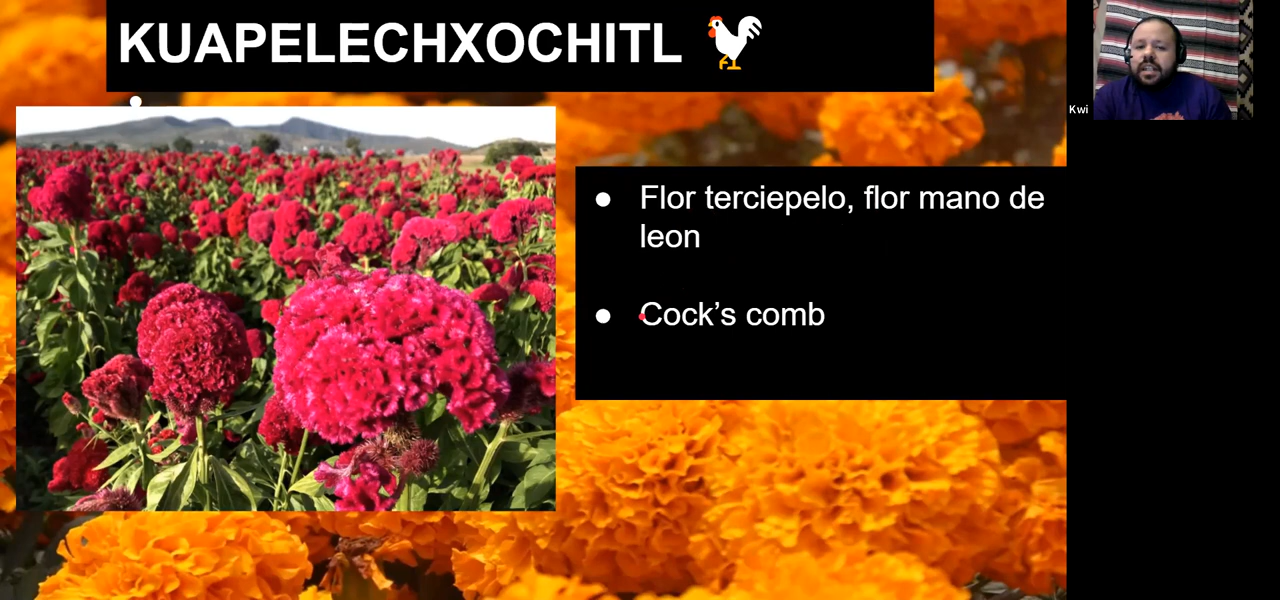 KUAPELECHXOCHITL 🐓
Kwi
● Flor terciepelo, flor mano de
leon
● Cock’s comb